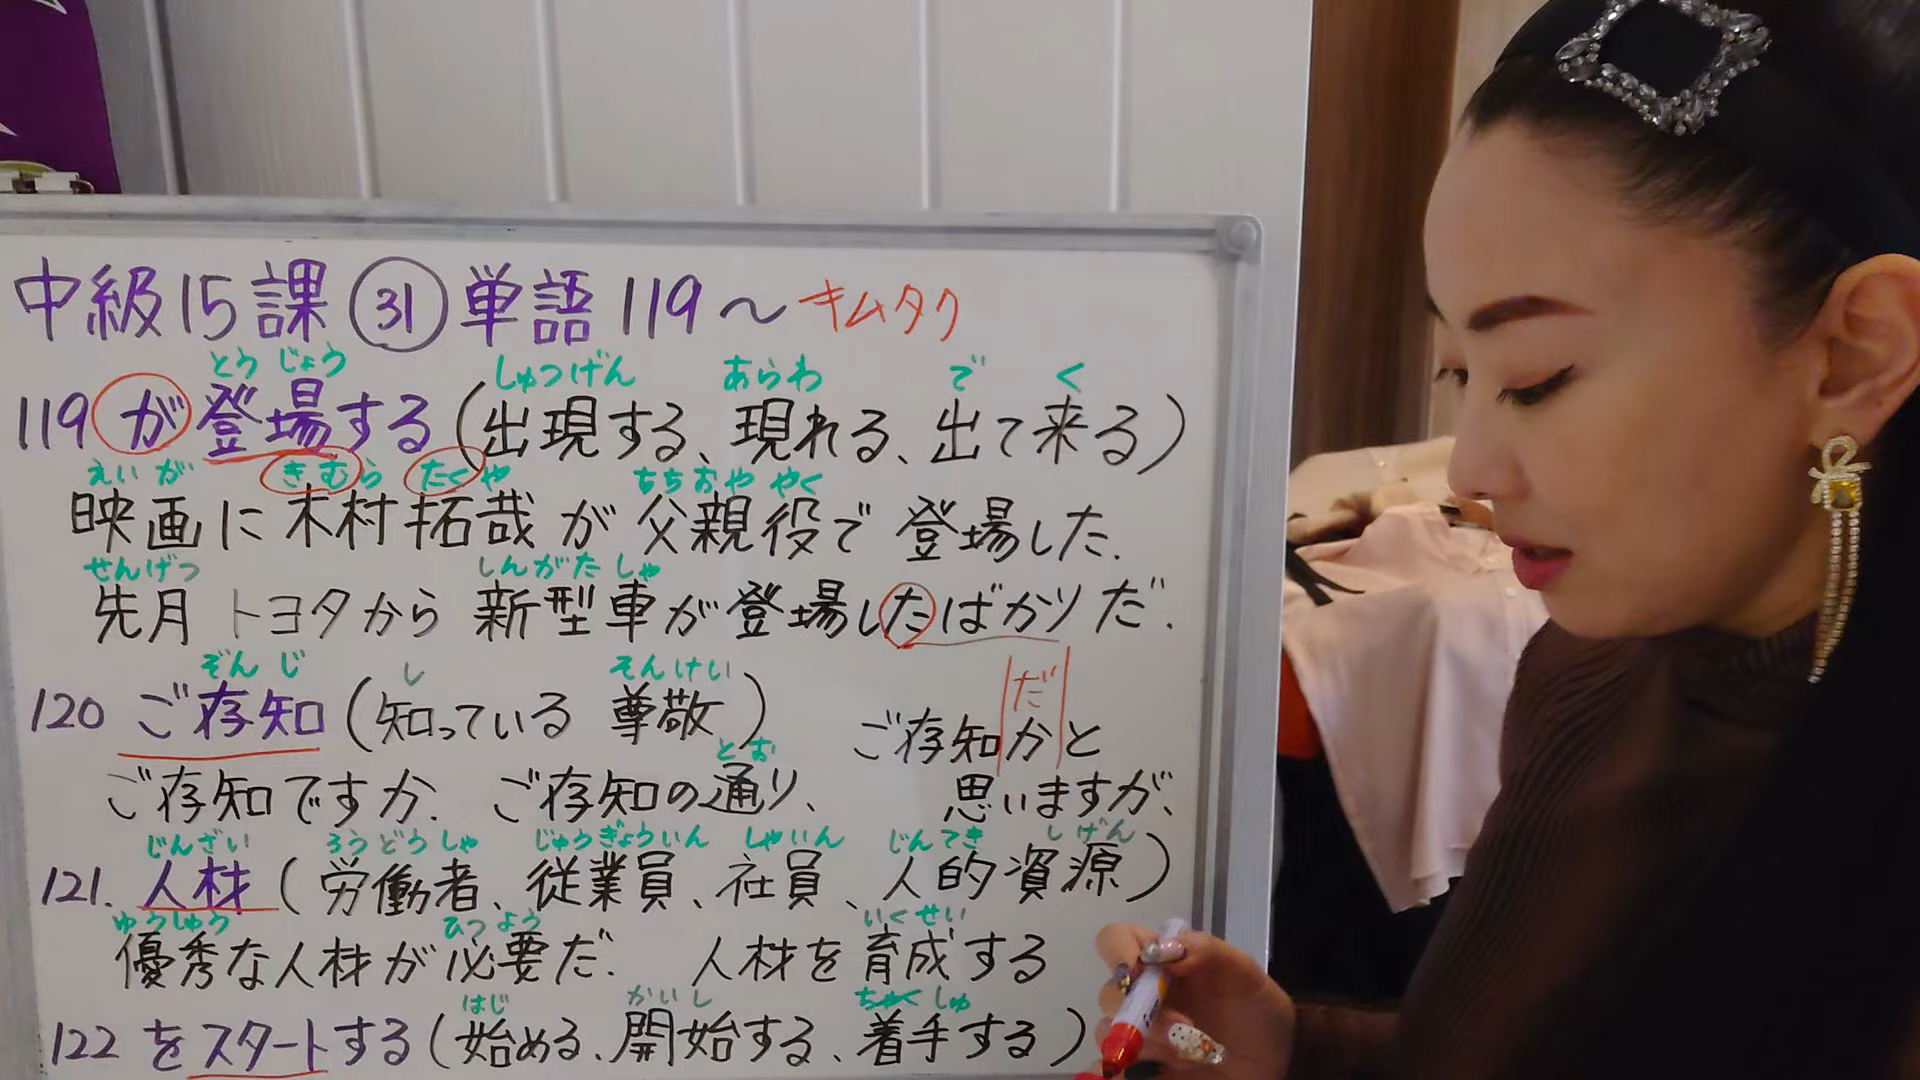 中級15課 ㉛ 単語 119〜 キムタク
とう じょう しゅつげん あらわ で く
119 が登場する(出現する、現れる、出て来る)
えい が きむら たくや ちちおや やく
映画に木村拓哉が父親役で登場した.
せんげつ しんがたしゃ
先月トヨタから新型車が登場したばかりだ.
ぞん じ し そんけい
120 ご存知(知っている 尊敬)
だ
ご存知かと
とお
ご存知ですか. ご存知の通り、 思いますが、
じんざい ろうどうしゃ じゅうぎょういん しゃいん じんてき しげん
121. 人材(労働者、従業員、社員、人的資源)
ゆうしゅう ひつよう いくせい
優秀な人材が必要だ. 人材を育成する
はじ かいし ちゃくしゅ
122 をスタートする(始める、開始する、着手する)